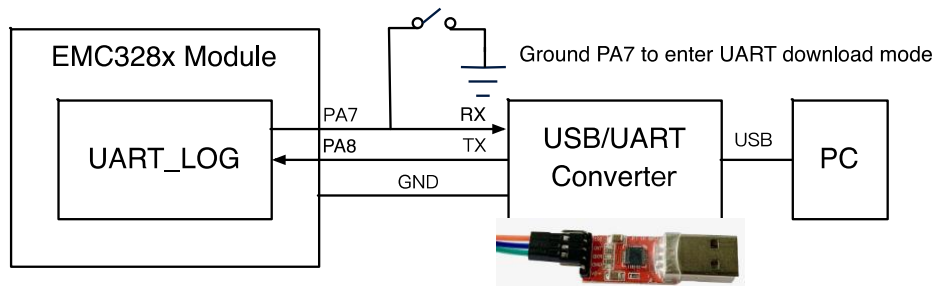 EMC328x Module
Ground PA7 to enter UART download mode
PA7
RX
UART_LOG
PA8
TX
GND
USB/UART
Converter
USB
PC